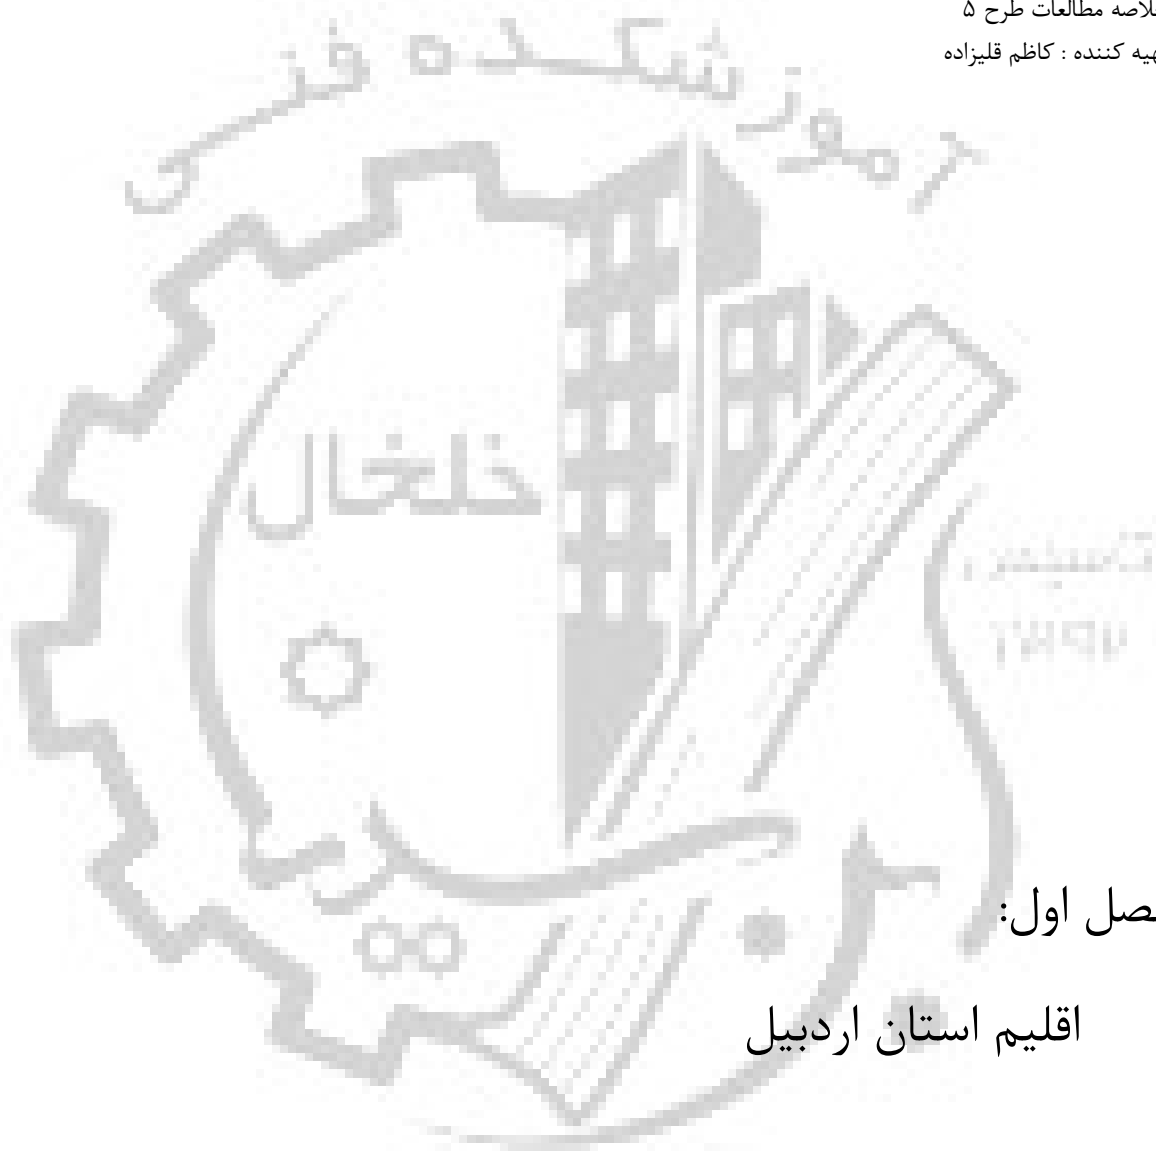 لاصه مطالعات طرح ۵
هیه کننده : کاظم قلیزاده
آموزشکده فنی
خلخال
صل اول:
اقلیم استان اردبیل